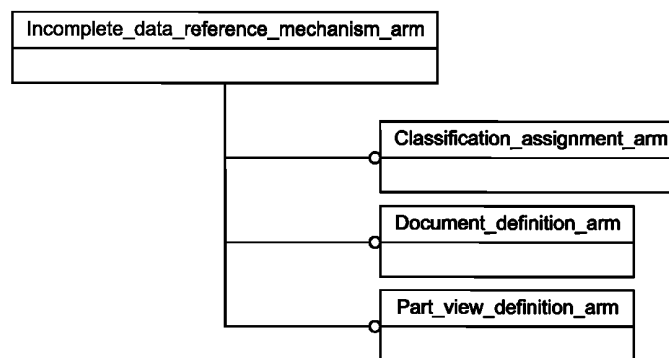 Incomplete_data_reference_mechanism_arm
Classification_assignment_arm
Document_definition_arm
Part_view_definition_arm